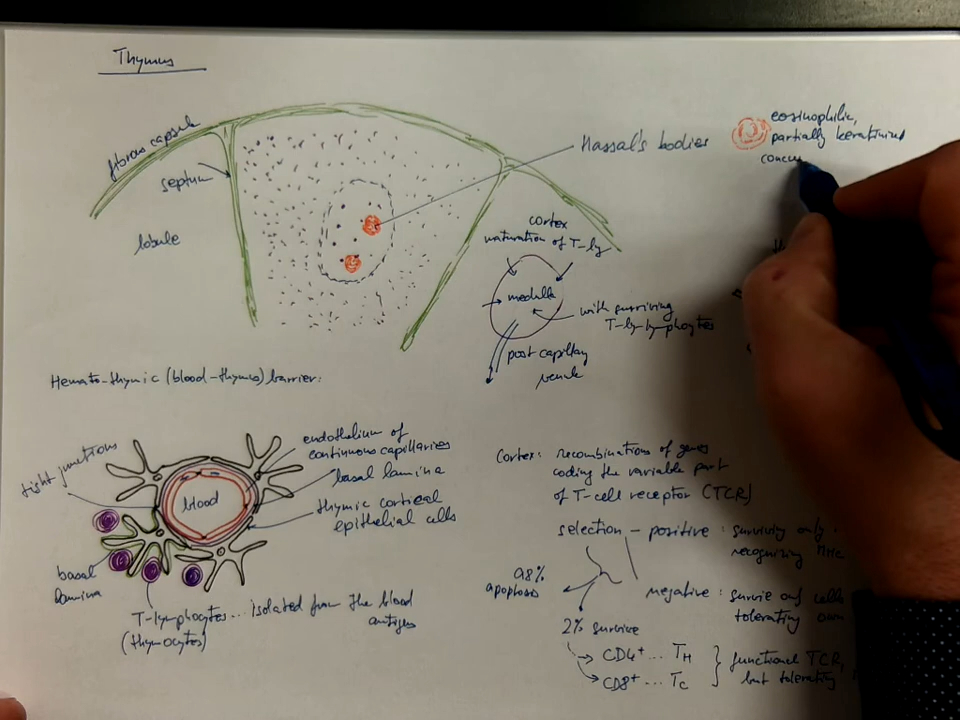 Thymus
fibrous capsule
septum
lobule
Hassal's bodies
eosinophilic,
partially keratinized
concen
cortex
maturation of T-ly
medulla
with surviving
T-ly lymphocytes
post capillary
venule
Hemato-thymic (blood-thymus) barrier:
tight junctions
blood
endothelium of
continuous capillaries
basal lamina
thymic cortical
epithelial cells
basal
lamina
T-lymphocytes... isolated from the blood
antigens
(thymocytes)
Cortex: recombinations of genes
coding the variable part
of T-cell receptor (TCR)
selection - positive: surviving only
recognizing MHC
98%
apoptosis
negative: survive only cells
tolerating own
2% survive
CD4+ ... TH
CD8+ ... TC
functional TCR,
but tolerating